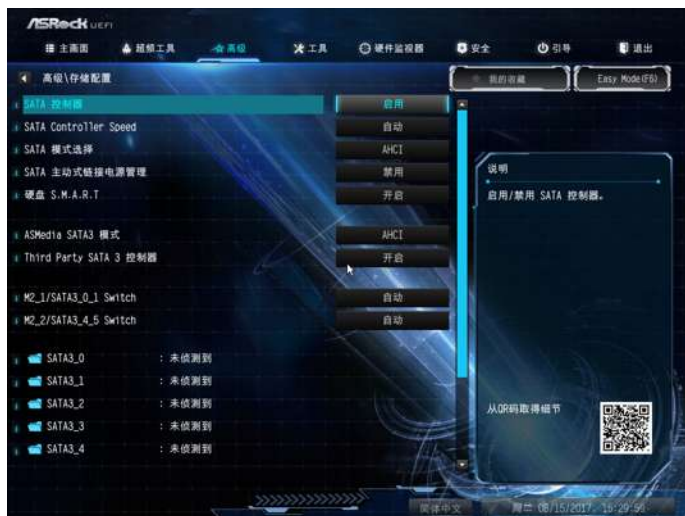 ASRock UEFI
主画面 超频工具 高级 工具 硬件监视器 安全 引导 退出
高级\存储配置 我的收藏 Easy Mode(F6)
SATA 控制器 启用
SATA Controller Speed 自动
SATA 模式选择 AHCI
SATA 主动式链接电源管理 禁用
硬盘 S.M.A.R.T 开启
ASMedia SATA3 模式 AHCI
Third Party SATA 3 控制器 开启
M2_1/SATA3_0_1 Switch 自动
M2_2/SATA3_4_5 Switch 自动
SATA3_0 : 未侦测到
SATA3_1 : 未侦测到
SATA3_2 : 未侦测到
SATA3_3 : 未侦测到
SATA3_4 : 未侦测到
说明
启用/禁用 SATA 控制器。
从QR码取得细节
简体中文 周二 08/15/2017, 15:29:59